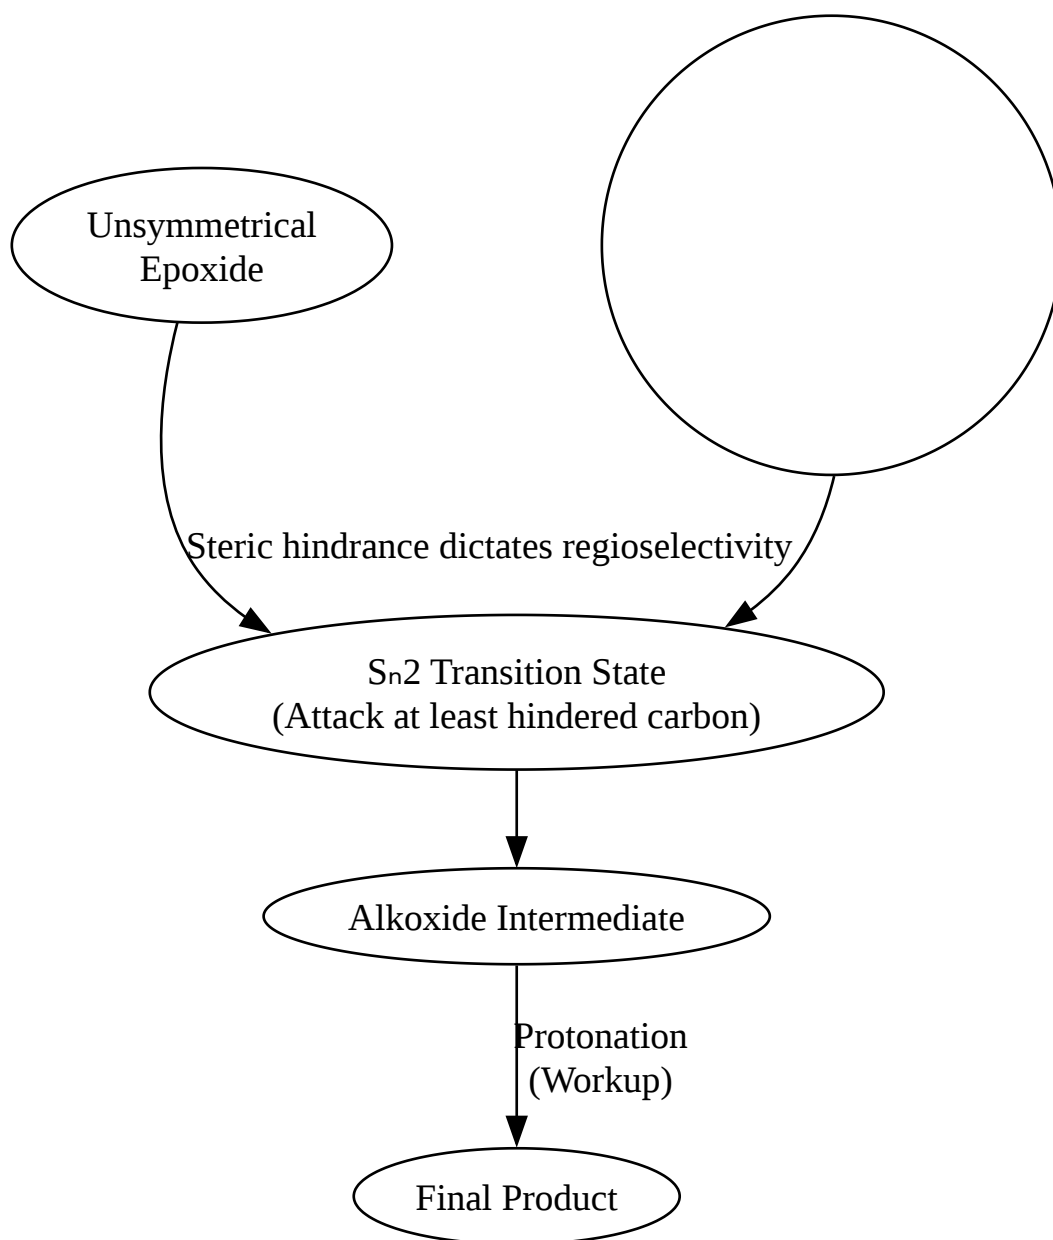 Unsymmetrical
Epoxide
Steric hindrance dictates regioselectivity
Sₙ2 Transition State
(Attack at least hindered carbon)
Alkoxide Intermediate
Protonation
(Workup)
Final Product